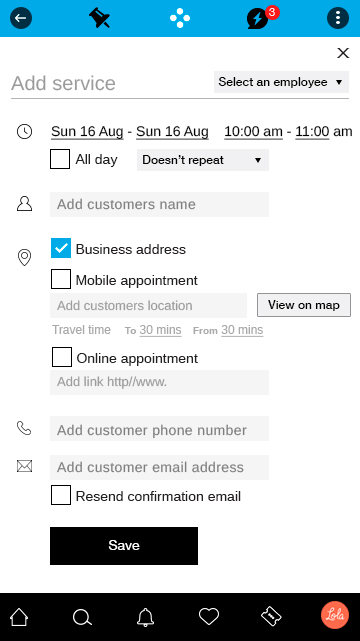 3
Add service
Select an employee
Sun 16 Aug - Sun 16 Aug 10:00 am - 11:00 am
All day
Doesn't repeat
Add customers name
Business address
Mobile appointment
Add customers location
View on map
Travel time To 30 mins From 30 mins
Online appointment
Add link http//www.
Add customer phone number
Add customer email address
Resend confirmation email
Save
Lola